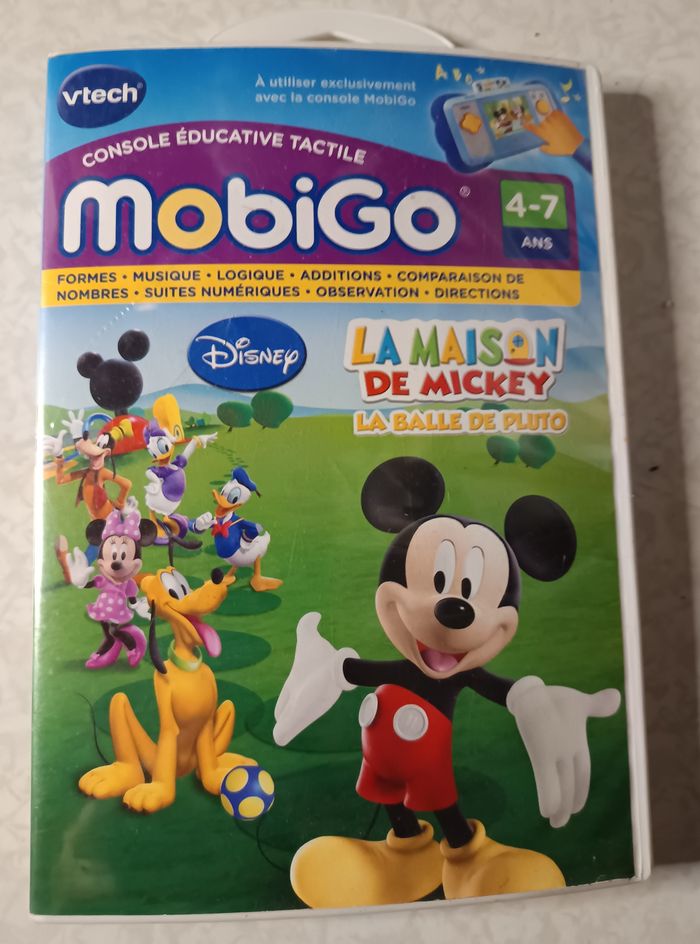 vtech
À utiliser exclusivement
avec la console MobiGo
CONSOLE ÉDUCATIVE TACTILE
MobiGo®
4-7
ANS
FORMES • MUSIQUE • LOGIQUE • ADDITIONS • COMPARAISON DE
NOMBRES • SUITES NUMÉRIQUES • OBSERVATION • DIRECTIONS
Disney
LA MAISON
DE MICKEY
LA BALLE DE PLUTO